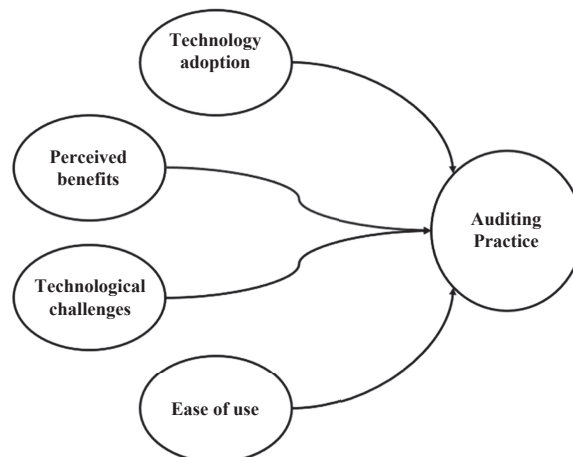 Technology
adoption
Perceived
benefits
Auditing
Practice
Technological
challenges
Ease of use